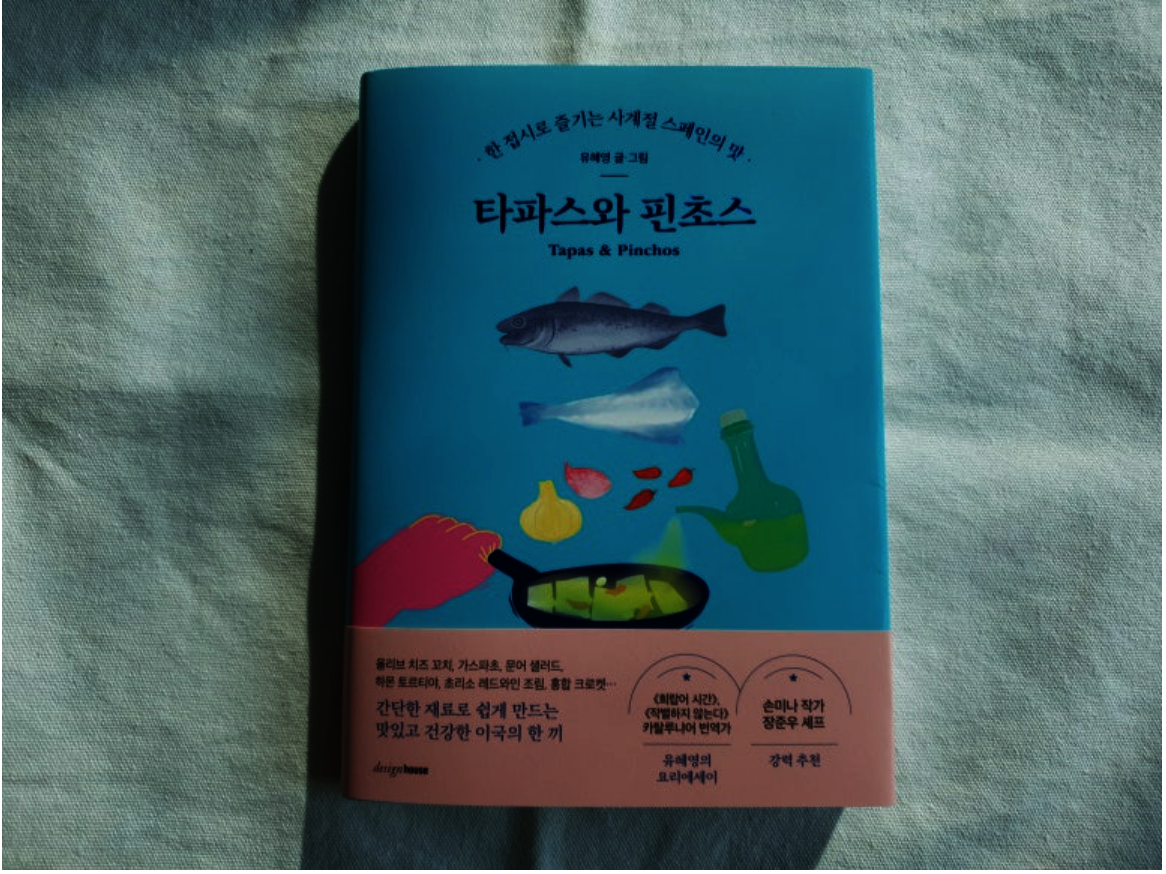 · 한 접시로 즐기는 사계절 스페인의 맛 ·
유혜영 글·그림
타파스와 핀초스
Tapas & Pinchos
올리브 치즈 꼬치, 가스파초, 문어 샐러드,
하몬 토르티야, 초리소 레드와인 조림, 홍합 크로켓…
간단한 재료로 쉽게 만드는
맛있고 건강한 이국의 한 끼
designhouse
《희랍어 시간》,
《작별하지 않는다》
카탈루냐어 번역가
유혜영의
요리에세이
손미나 작가
장준우 셰프
강력 추천